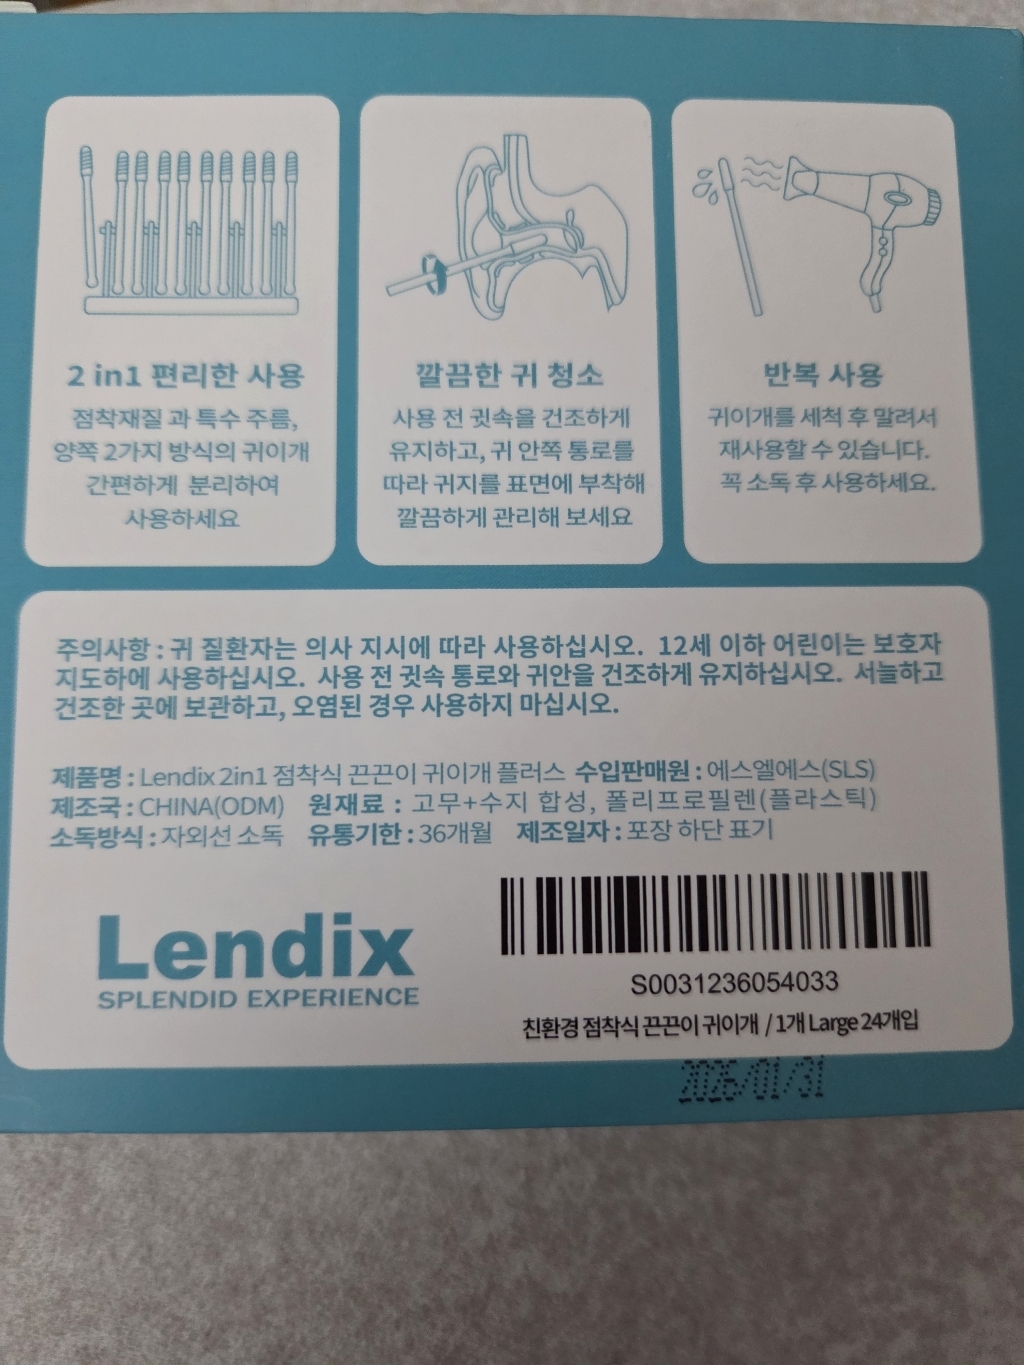 2 in1 편리한 사용
점착재질 과 특수 주름,
양쪽 2가지 방식의 귀이개
간편하게 분리하여
사용하세요
깔끔한 귀 청소
사용 전 귓속을 건조하게
유지하고, 귀 안쪽 통로를
따라 귀지를 표면에 부착해
깔끔하게 관리해 보세요
반복 사용
귀이개를 세척 후 말려서
재사용할 수 있습니다.
꼭 소독 후 사용하세요.
주의사항 : 귀 질환자는 의사 지시에 따라 사용하십시오. 12세 이하 어린이는 보호자
지도하에 사용하십시오. 사용 전 귓속 통로와 귀안을 건조하게 유지하십시오. 서늘하고
건조한 곳에 보관하고, 오염된 경우 사용하지 마십시오.
제품명 : Lendix 2in1 점착식 끈끈이 귀이개 플러스 수입판매원 : 에스엘에스(SLS)
제조국 : CHINA(ODM) 원재료 : 고무+수지 합성, 폴리프로필렌(플라스틱)
소독방식 : 자외선 소독 유통기한 : 36개월 제조일자 : 포장 하단 표기
Lendix
SPLENDID EXPERIENCE
S0031236054033
친환경 점착식 끈끈이 귀이개 / 1개 Large 24개입
2026/01/31